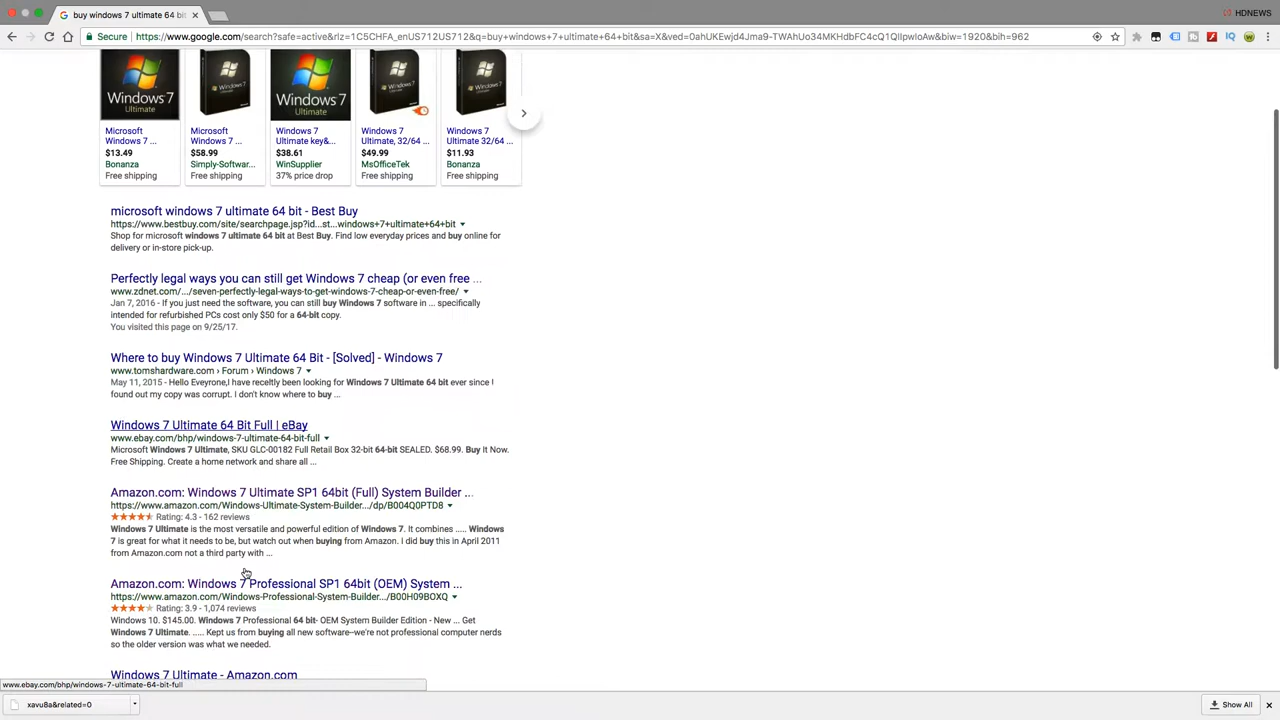 buy windows 7 ultimate 64 bi
HDNEWS
Secure
https://www.google.com/search?safe=active&rlz=1C5CHFA_enUS712US712&q=buy+windows+7+ultimate+64+bit&sa=X&ved=0ahUKEwjd4Jma9-TWAhUo34MKHdbFC4cQ1QIIpwIoAw&biw=1920&bih=962
Windows 7
Ultimate
Windows 7
Ultimate
Microsoft
Windows 7 ...
$13.49
Bonanza
Free shipping
Microsoft
Windows 7 ...
$58.99
Simply-Softwar...
Free shipping
Windows 7
Ultimate key&...
$38.61
WinSupplier
37% price drop
Windows 7
Ultimate, 32/64 ...
$49.99
MsOfficeTek
Free shipping
Windows 7
Ultimate 32/64 ...
$11.93
Bonanza
Free shipping
microsoft windows 7 ultimate 64 bit - Best Buy
https://www.bestbuy.com/site/searchpage.jsp?id...st...windows+7+ultimate+64+bit
Shop for microsoft windows 7 ultimate 64 bit at Best Buy. Find low everyday prices and buy online for
delivery or in-store pick-up.
Perfectly legal ways you can still get Windows 7 cheap (or even free ...
www.zdnet.com/.../seven-perfectly-legal-ways-to-get-windows-7-cheap-or-even-free/
Jan 7, 2016 - If you just need the software, you can still buy Windows 7 software in ... specifically
intended for refurbished PCs cost only $50 for a 64-bit copy.
You visited this page on 9/25/17.
Where to buy Windows 7 Ultimate 64 Bit - [Solved] - Windows 7
www.tomshardware.com › Forum › Windows 7
May 11, 2015 - Hello Eveyrone,I have receltly been looking for Windows 7 Ultimate 64 bit ever since I
found out my copy was corrupt. I don't know where to buy ...
Windows 7 Ultimate 64 Bit Full | eBay
www.ebay.com/bhp/windows-7-ultimate-64-bit-full
Microsoft Windows 7 Ultimate, SKU GLC-00182 Full Retail Box 32-bit 64-bit SEALED. $68.99. Buy It Now.
Free Shipping. Create a home network and share all ...
Amazon.com: Windows 7 Ultimate SP1 64bit (Full) System Builder ...
https://www.amazon.com/Windows-Ultimate-System-Builder.../dp/B004Q0PTD8
Rating: 4.3 - 162 reviews
Windows 7 Ultimate is the most versatile and powerful edition of Windows 7. It combines ..... Windows
7 is great for what it needs to be, but watch out when buying from Amazon. I did buy this in April 2011
from Amazon.com not a third party with ...
Amazon.com: Windows 7 Professional SP1 64bit (OEM) System ...
https://www.amazon.com/Windows-Professional-System-Builder.../B00H09BOXQ
Rating: 3.9 - 1,074 reviews
Windows 10. $145.00. Windows 7 Professional 64 bit- OEM System Builder Edition - New ... Get
Windows 7 Ultimate. ..... Kept us from buying all new software--we're not professional computer nerds
so the older version was what we needed.
Windows 7 Ultimate - Amazon.com
www.ebay.com/bhp/windows-7-ultimate-64-bit-full
xavu8a&related=0
Show All